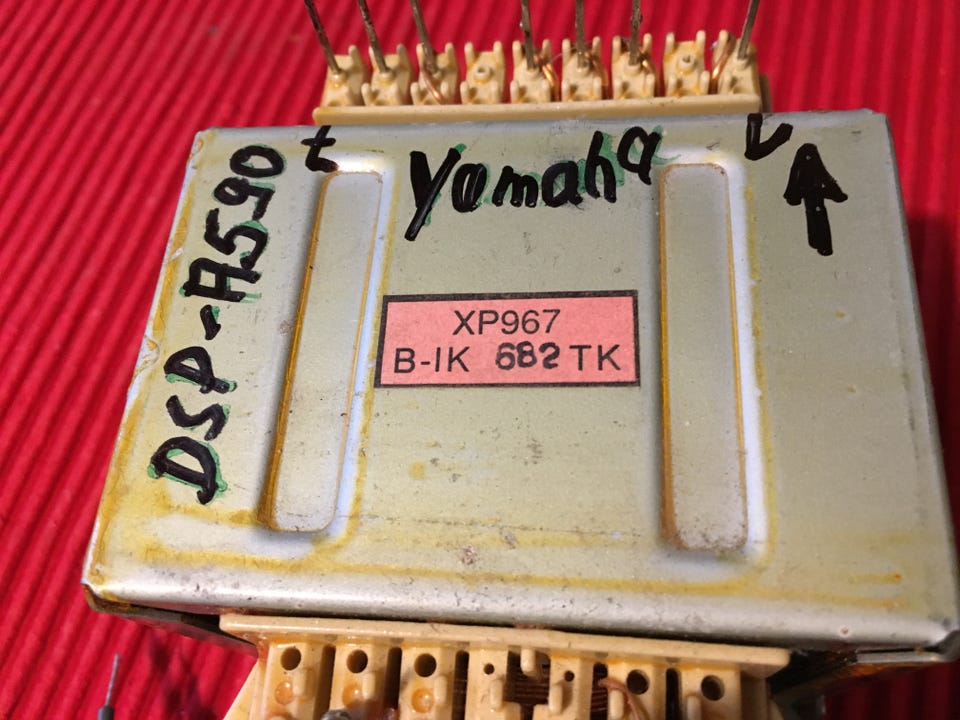 t
Yamaha
V
DSP-A590
XP967
B-IK 682 TK